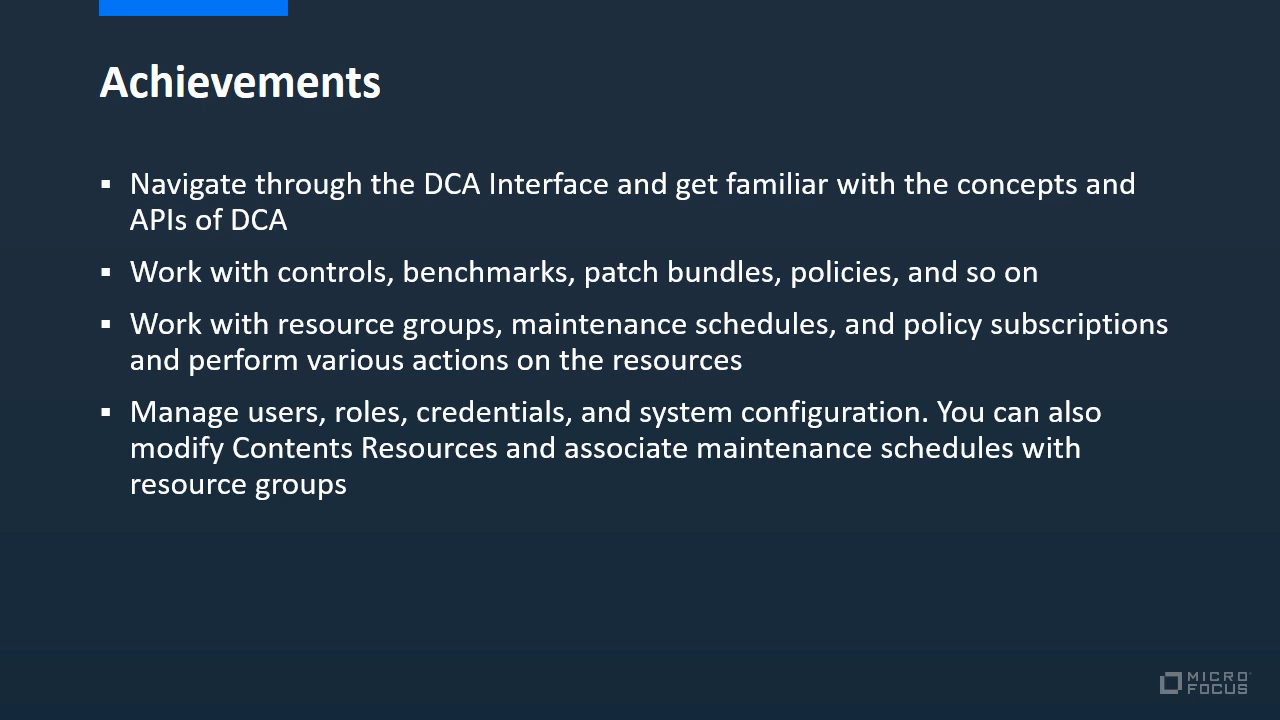 Achievements
▪ Navigate through the DCA Interface and get familiar with the concepts and
APIs of DCA
▪ Work with controls, benchmarks, patch bundles, policies, and so on
▪ Work with resource groups, maintenance schedules, and policy subscriptions
and perform various actions on the resources
▪ Manage users, roles, credentials, and system configuration. You can also
modify Contents Resources and associate maintenance schedules with
resource groups
MICRO
FOCUS